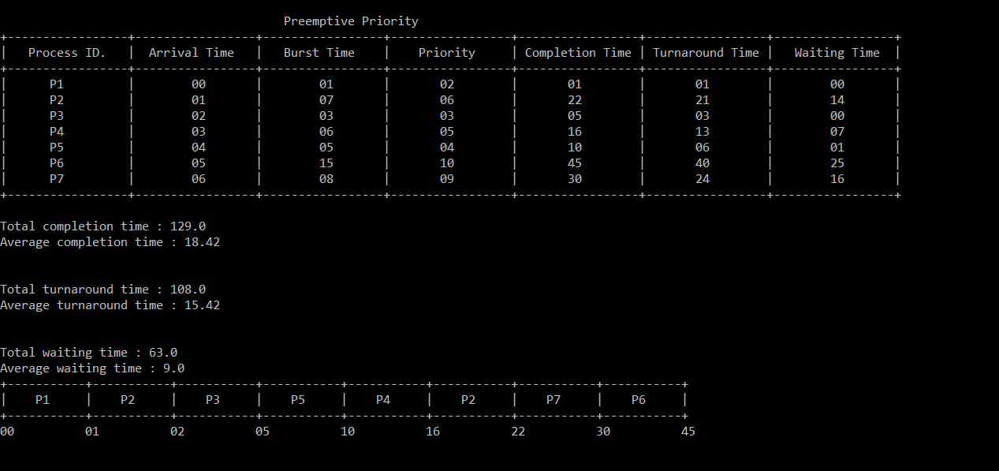 Preemptive Priority
+-----------------+-----------------+-----------------+-----------------+-----------------+-----------------+-----------------+
|   Process ID.   |  Arrival Time   |   Burst Time    |    Priority     | Completion Time | Turnaround Time |   Waiting Time  |
+-----------------+-----------------+-----------------+-----------------+-----------------+-----------------+-----------------+
|      P1         |        00       |        01       |       02        |       01        |       01        |        00       |
|      P2         |        01       |        07       |       06        |       22        |       21        |        14       |
|      P3         |        02       |        03       |       03        |       05        |       03        |        00       |
|      P4         |        03       |        06       |       05        |       16        |       13        |        07       |
|      P5         |        04       |        05       |       04        |       10        |       06        |        01       |
|      P6         |        05       |        15       |       10        |       45        |       40        |        25       |
|      P7         |        06       |        08       |       09        |       30        |       24        |        16       |
+-----------------+-----------------+-----------------+-----------------+-----------------+-----------------+-----------------+
Total completion time : 129.0
Average completion time : 18.42
Total turnaround time : 108.0
Average turnaround time : 15.42
Total waiting time : 63.0
Average waiting time : 9.0
+-----------+-----------+-----------+-----------+-----------+-----------+-----------+-----------+
|    P1     |    P2     |    P3     |    P5     |    P4     |    P2     |    P7     |    P6     |
+-----------+-----------+-----------+-----------+-----------+-----------+-----------+-----------+
00          01          02          05          10          16          22          30          45